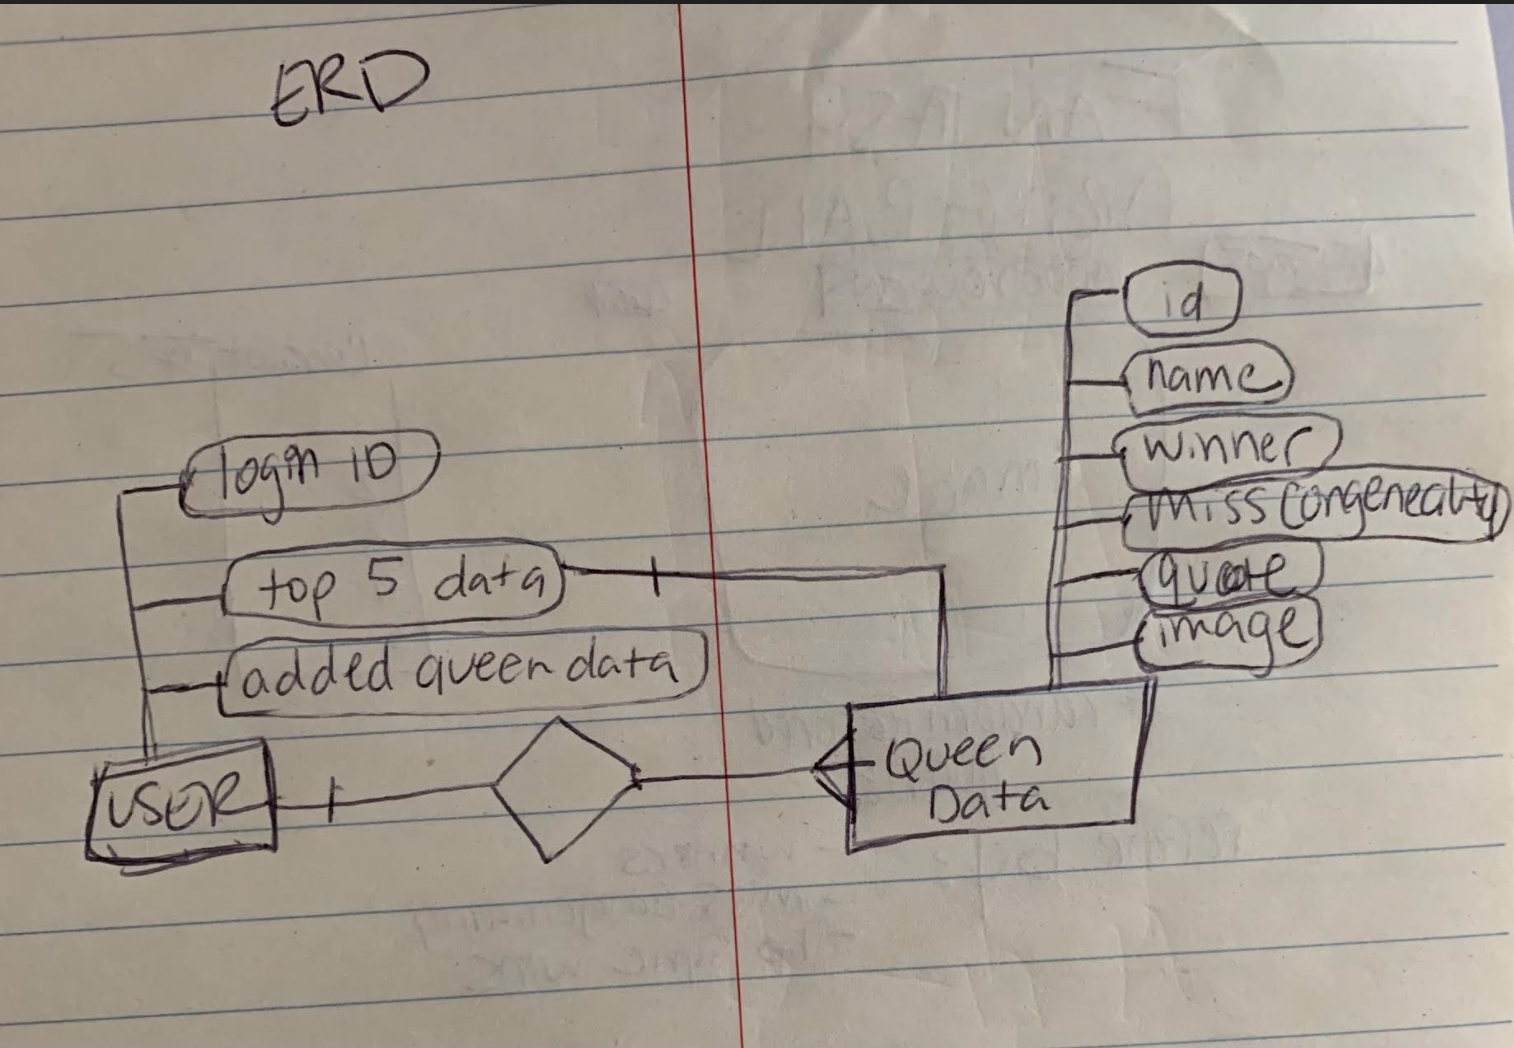 ERD
id
name
winner
miss congeneality
quote
image
login ID
top 5 data
added queen data
USER
Queen
Data